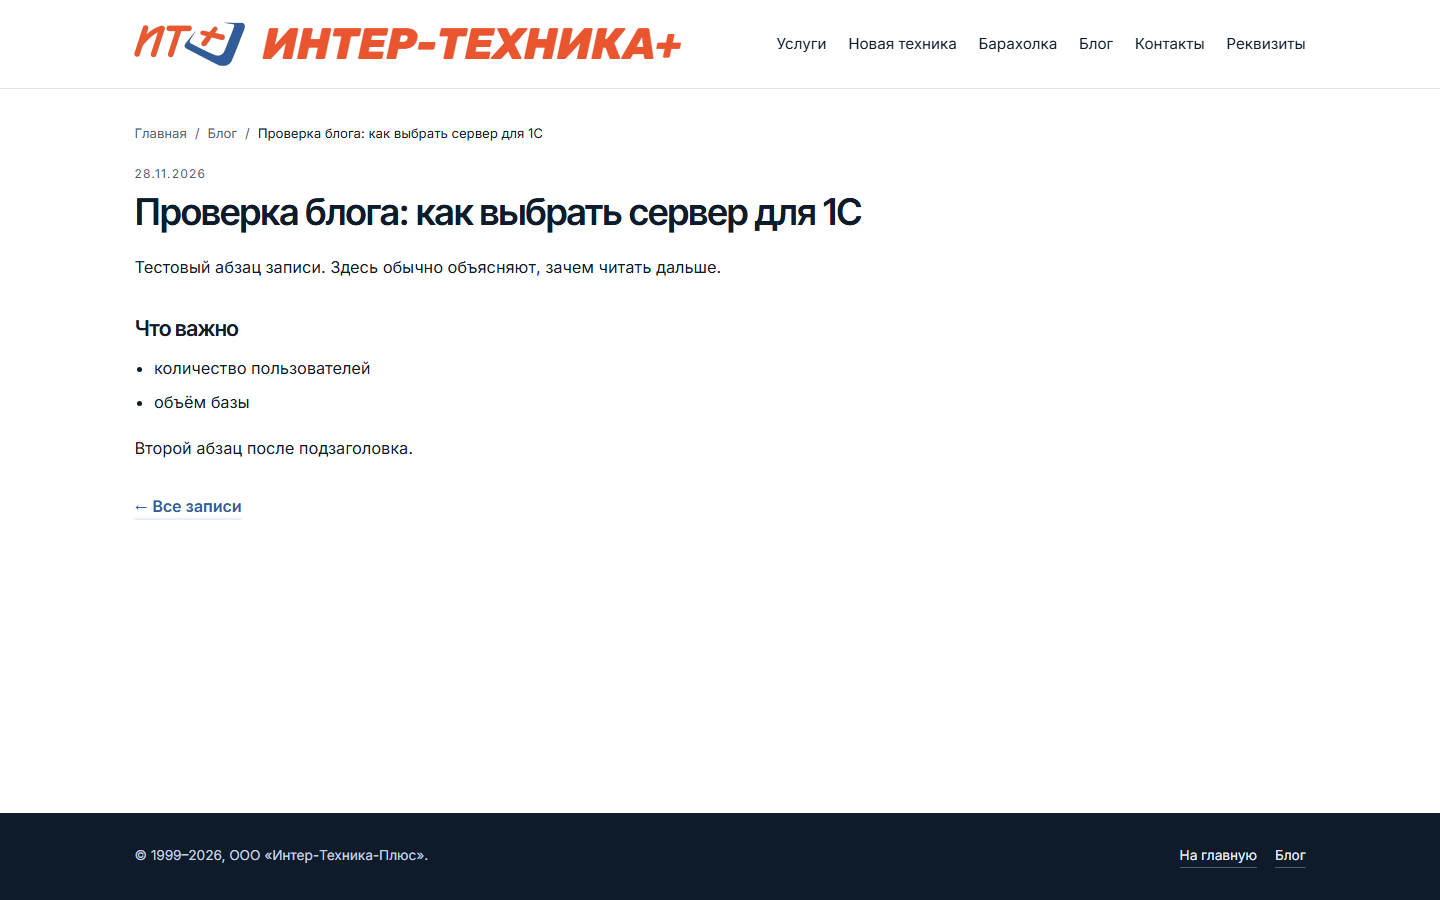 ИТ+ ИНТЕР-ТЕХНИКА+
Услуги Новая техника Барахолка Блог Контакты Реквизиты
Главная / Блог / Проверка блога: как выбрать сервер для 1С
28.11.2026
Проверка блога: как выбрать сервер для 1С
Тестовый абзац записи. Здесь обычно объясняют, зачем читать дальше.
Что важно
• количество пользователей
• объём базы
Второй абзац после подзаголовка.
← Все записи
© 1999–2026, ООО «Интер-Техника-Плюс».
На главную Блог